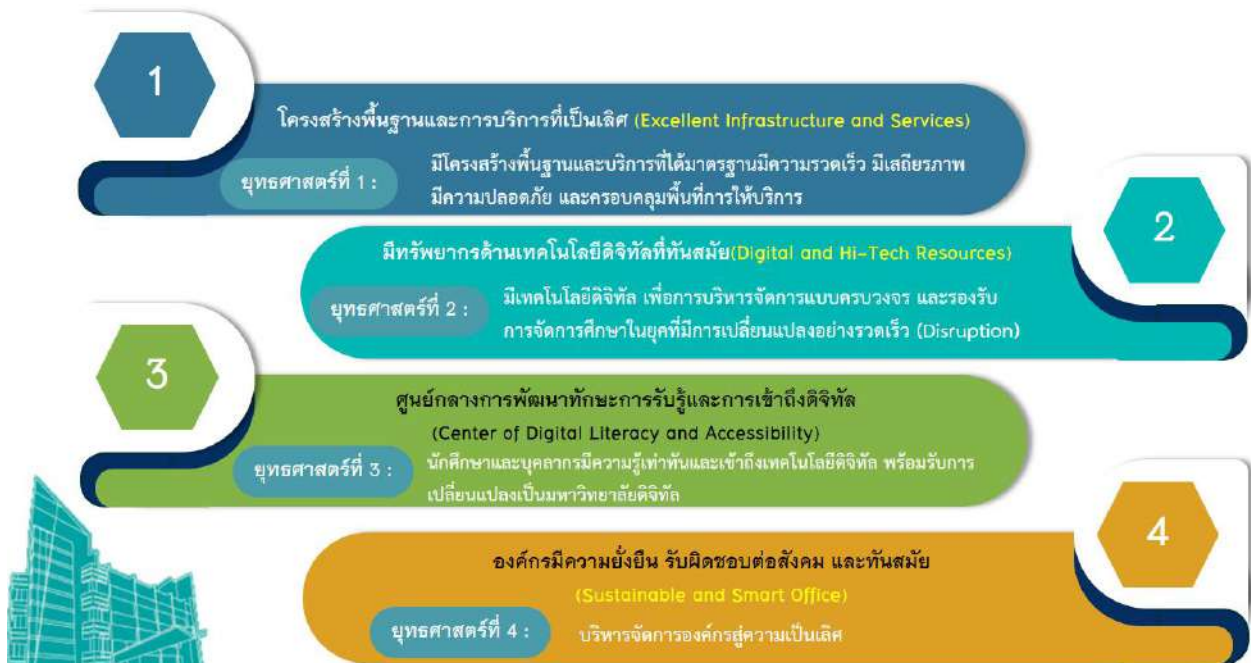 1
โครงสร้างพื้นฐานและการบริการที่เป็นเลิศ (Excellent Infrastructure and Services)
ยุทธศาสตร์ที่ 1 :
มีโครงสร้างพื้นฐานและบริการที่ได้มาตรฐานมีความรวดเร็ว มีเสถียรภาพ
มีความปลอดภัย และครอบคลุมพื้นที่การให้บริการ
2
มีทรัพยากรด้านเทคโนโลยีดิจิทัลที่ทันสมัย(Digital and Hi-Tech Resources)
ยุทธศาสตร์ที่ 2 :
มีเทคโนโลยีดิจิทัล เพื่อการบริหารจัดการแบบครบวงจร และรองรับ
การจัดการศึกษาในยุคที่มีการเปลี่ยนแปลงอย่างรวดเร็ว (Disruption)
3
ศูนย์กลางการพัฒนาทักษะการรับรู้และการเข้าถึงดิจิทัล
(Center of Digital Literacy and Accessibility)
ยุทธศาสตร์ที่ 3 :
นักศึกษาและบุคลากรมีความรู้เท่าทันและเข้าถึงเทคโนโลยีดิจิทัล พร้อมรับการ
เปลี่ยนแปลงเป็นมหาวิทยาลัยดิจิทัล
4
องค์กรมีความยั่งยืน รับผิดชอบต่อสังคม และทันสมัย
(Sustainable and Smart Office)
ยุทธศาสตร์ที่ 4 :
บริหารจัดการองค์กรสู่ความเป็นเลิศ